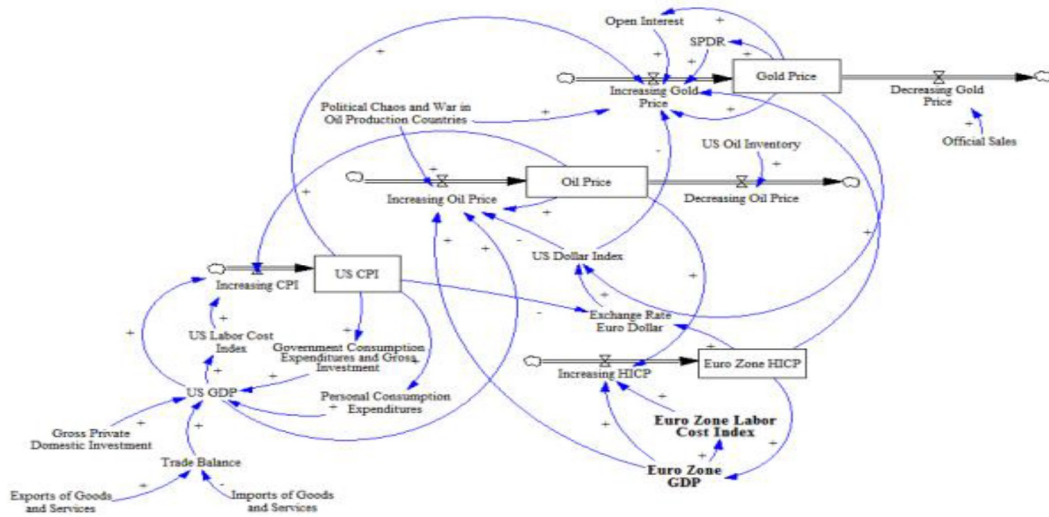 Open Interest
SPDR
Gold Price
Increasing Gold
Price
Decreasing Gold
Price
Official Sales
Political Chaos and War in
Oil Production Countries
US Oil Inventory
Oil Price
Increasing Oil Price
Decreasing Oil Price
US Dollar Index
US CPI
Increasing CPI
Exchange Rate
Euro Dollar
US Labor Cost
Index
Government Consumption
Expenditures and Gross
Investment
Increasing HICP
Euro Zone HICP
US GDP
Personal Consumption
Expenditures
Gross Private
Domestic Investment
Euro Zone Labor
Cost Index
Trade Balance
Euro Zone
GDP
Exports of Goods
and Services
Imports of Goods
and Services